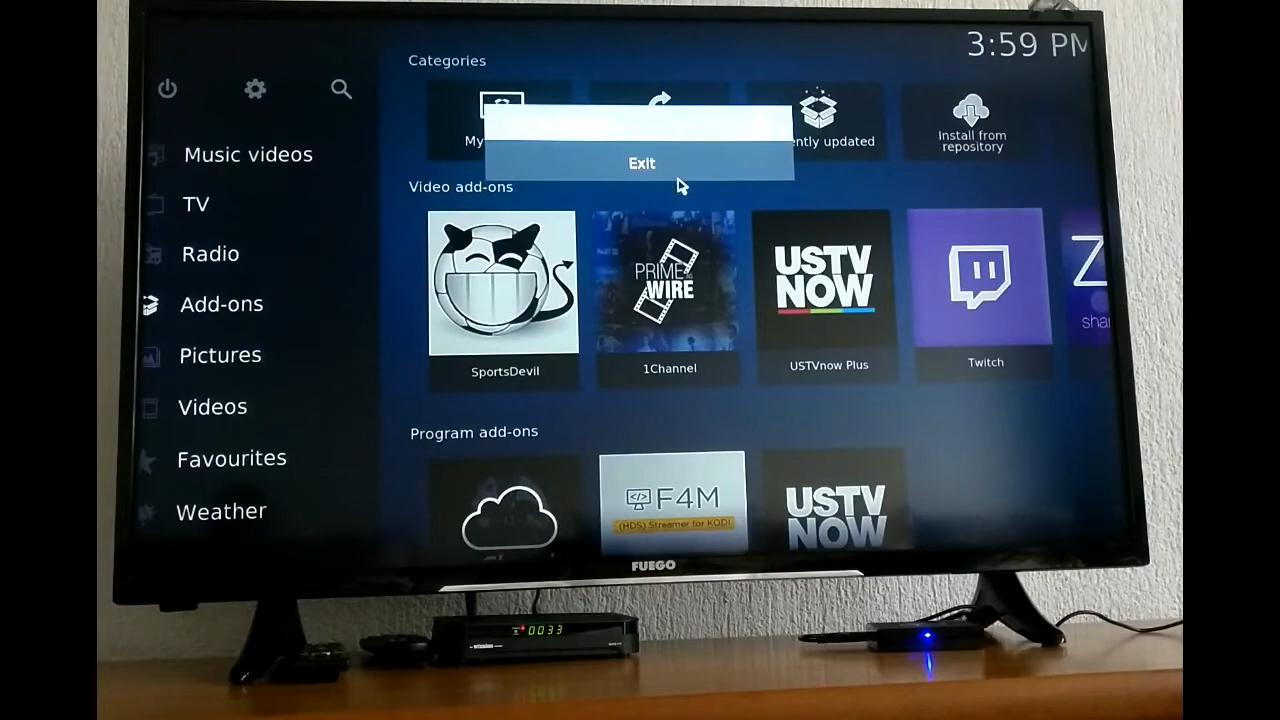 3:59 PM
Categories
My
ently updated
Install from
repository
Exit
Music videos
TV
Radio
Add-ons
Pictures
Videos
Favourites
Weather
Video add-ons
PRIME
WIRE
USTV
NOW
SportsDevil
1Channel
USTVnow Plus
Twitch
Z
shar
Program add-ons
F4M
(HDS) Streamer for KODI
USTV
NOW
FUEGO
0033